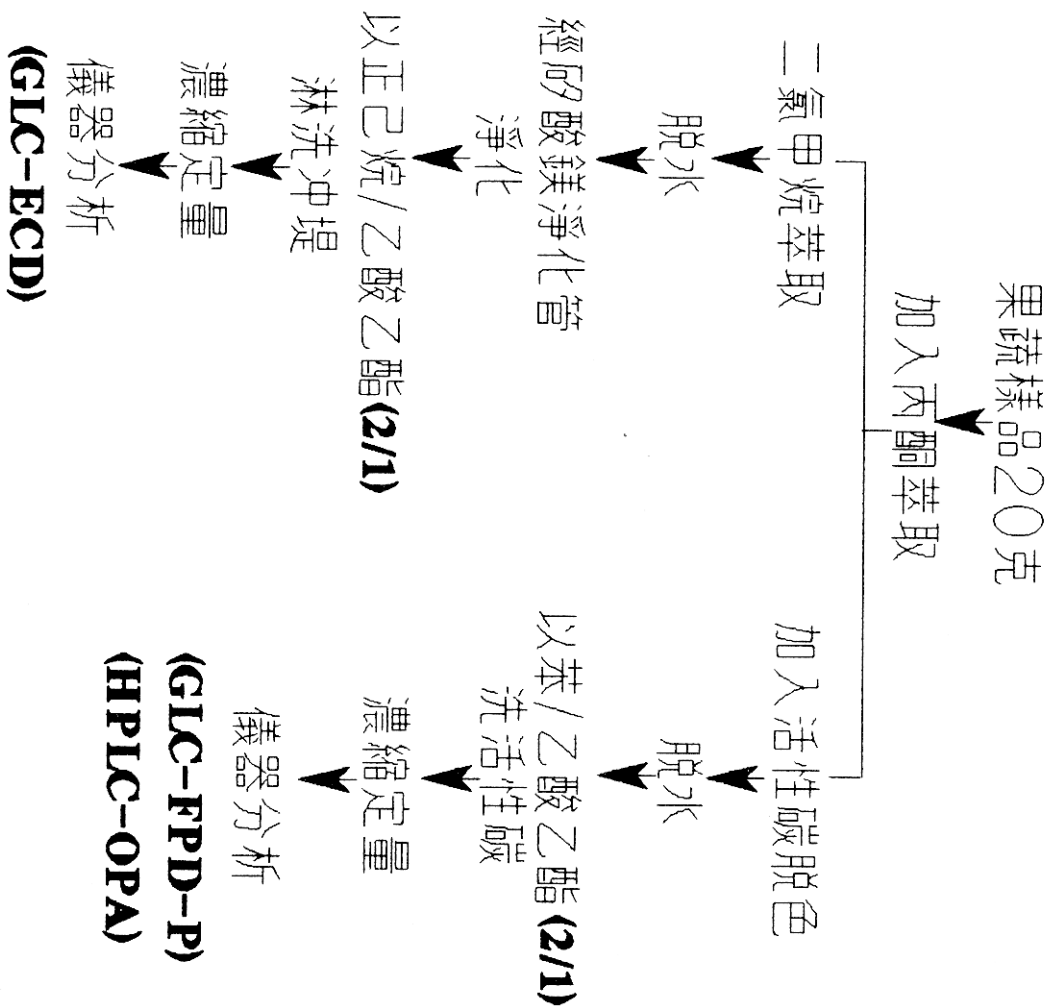 果蔬樣品20克
加入丙酮萃取
二氯甲烷萃取
脫水
經矽酸鎂淨化管
淨化
以正己烷/乙酸乙酯(2/1)
淋洗冲提
濃縮定量
儀器分析
(GLC-ECD)
加入活性碳脫色
脫水
以苯/乙酸乙酯(2/1)
洗活性碳
濃縮定量
儀器分析
(GLC-FPD-P)
(HPLC-OPA)